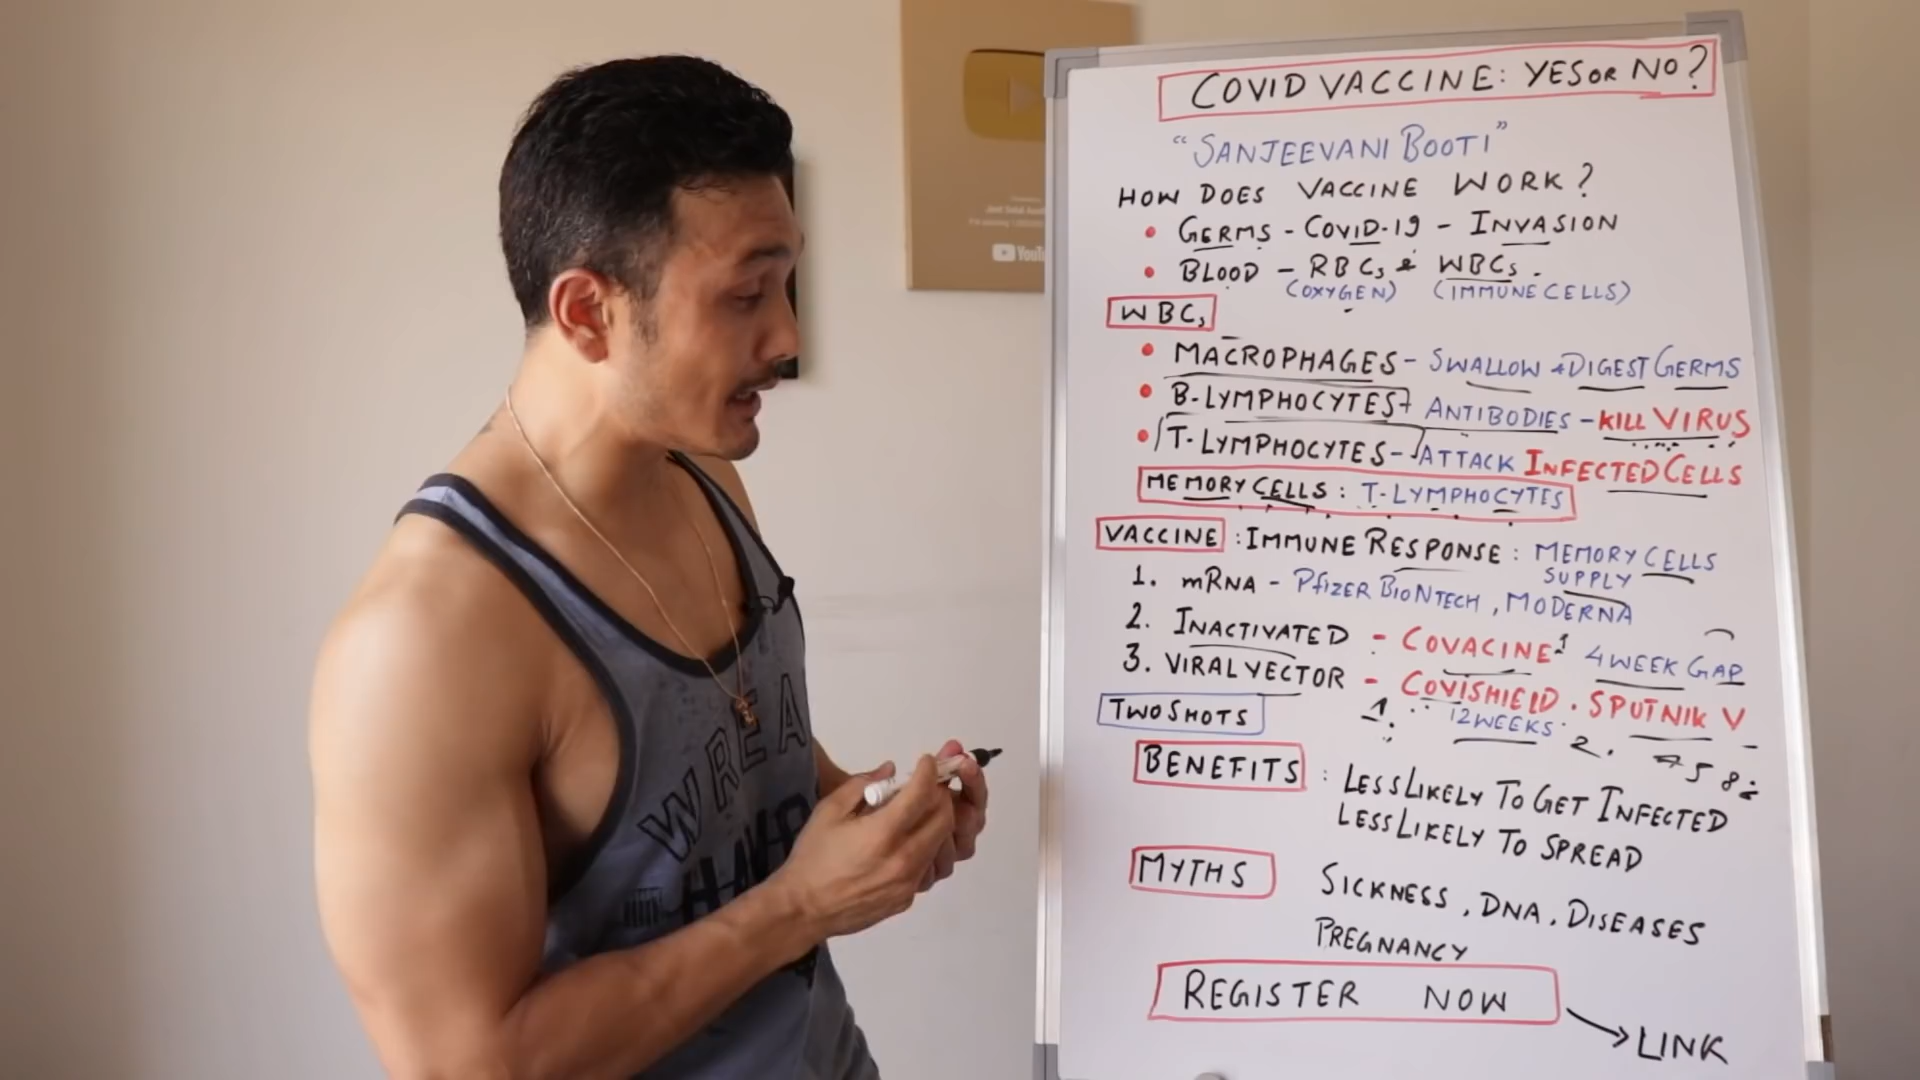 COVID VACCINE: YES OR NO?
"SANJEEVANI BOOTI"
HOW DOES VACCINE WORK?
• GERMS - COVID-19 - INVASION
• BLOOD - RBCs & WBCs.
(OXYGEN) (IMMUNE CELLS)
WBCs
• MACROPHAGES - SWALLOW & DIGEST GERMS
• B-LYMPHOCYTES - ANTIBODIES - KILL VIRUS
• T-LYMPHOCYTES - ATTACK INFECTED CELLS
MEMORY CELLS : T-LYMPHOCYTES
VACCINE : IMMUNE RESPONSE : MEMORY CELLS
SUPPLY
1. mRNA - PfIZER BIONTECH, MODERNA
2. INACTIVATED - COVACINE 4 WEEK GAP
3. VIRAL VECTOR - COVISHIELD. SPUTNIK V
12 WEEKS
TWO SHOTS
BENEFITS : LESS LIKELY TO GET INFECTED
LESS LIKELY TO SPREAD
MYTHS SICKNESS, DNA, DISEASES
PREGNANCY
REGISTER NOW
LINK
YouTu
WREA